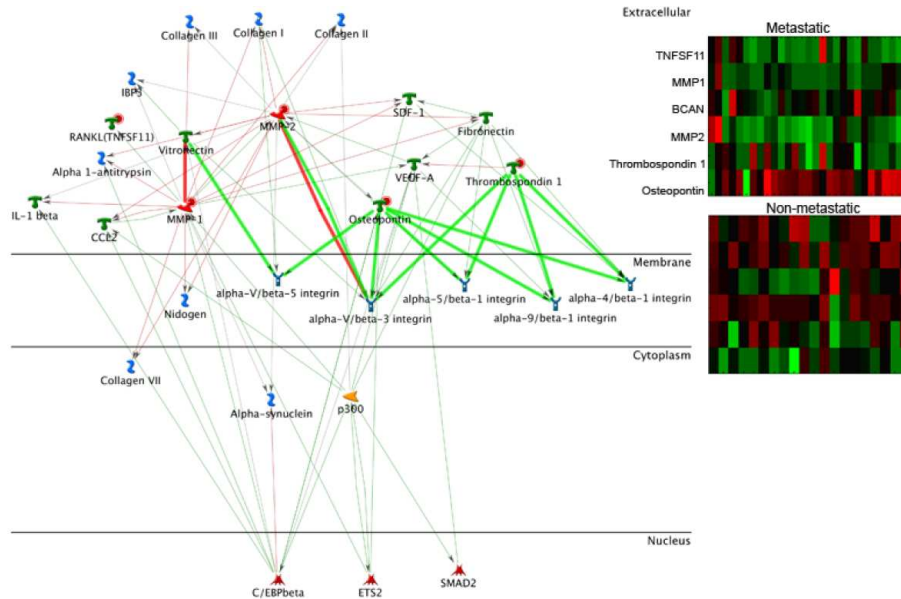 Extracellular
Metastatic
Collagen III
Collagen I
Collagen II
TNFSF11
MMP1
IBP3
BCAN
SDF-1
MMP-2
RANKL(TNFSF11)
Fibronectin
MMP2
Vitronectin
Alpha 1-antitrypsin
VEGF-A
Thrombospondin 1
Thrombospondin 1
Osteopontin
IL-1 beta
MMP-1
Osteopontin
CCL2
Non-metastatic
Membrane
alpha-V/beta-5 integrin
alpha-5/beta-1 integrin
alpha-4/beta-1 integrin
Nidogen
alpha-V/beta-3 integrin
alpha-9/beta-1 integrin
Cytoplasm
Collagen VII
Alpha-synuclein
p300
Nucleus
C/EBPbeta
ETS2
SMAD2